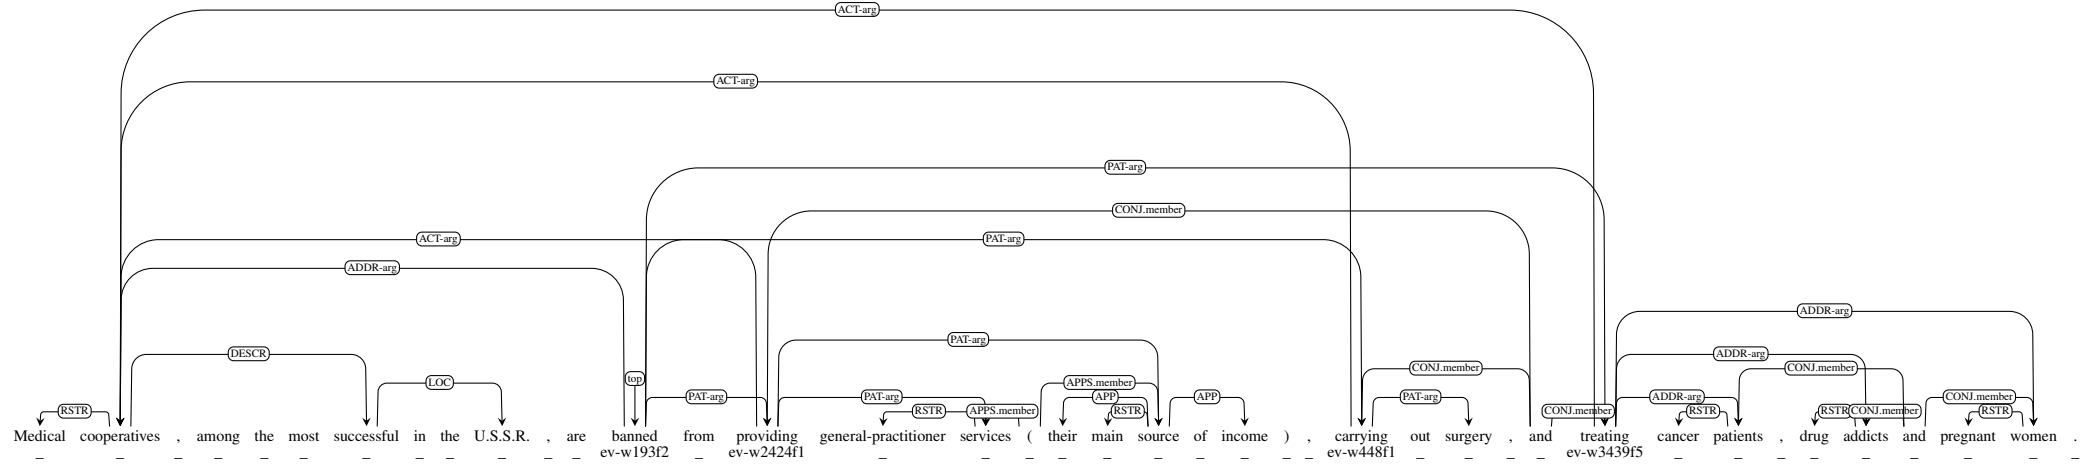 ACT-arg
ACT-arg
PAT-arg
CONJ.member
ACT-arg PAT-arg
ADDR-arg
ADDR-arg
PAT-arg
DESCR ADDR-arg
CONJ.member CONJ.member
top
LOC APPS.member
PAT-arg PAT-arg APP APP PAT-arg ADDR-arg CONJ.member
RSTR RSTR APPS.member RSTR CONJ.member RSTR RSTR CONJ.member RSTR
Medical cooperatives , among the most successful in the U.S.S.R. , are banned from providing general-practitioner services ( their main source of income ) , carrying out surgery , and treating cancer patients , drug addicts and pregnant women .
_ _ _ _ _ _ _ _ _ _ _ _ ev-w193f2 _ ev-w2424f1 _ _ _ _ _ _ _ _ _ _ ev-w448f1 _ _ _ _ ev-w3439f5 _ _ _ _ _ _ _ _ _